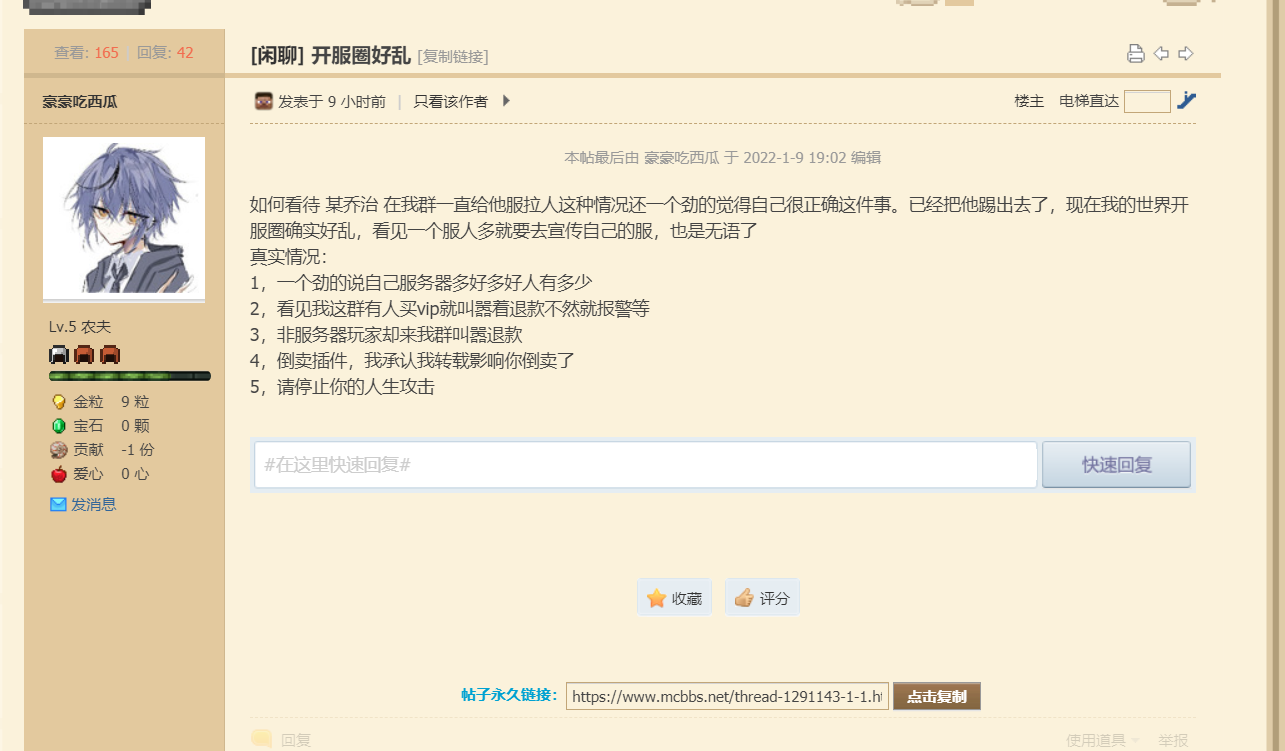 查看: 165 回复: 42
[闲聊] 开服圈好乱 [复制链接]
豪豪吃西瓜
发表于 9 小时前 | 只看该作者
楼主 电梯直达
本帖最后由 豪豪吃西瓜 于 2022-1-9 19:02 编辑
如何看待 某乔治 在我群一直给他服拉人这种情况还一个劲的觉得自己很正确这件事。已经把他踢出去了，现在我的世界开
服圈确实好乱，看见一个服人多就要去宣传自己的服，也是无语了
真实情况：
1，一个劲的说自己服务器多好多好人有多少
2，看见我这群有人买vip就叫嚣着退款不然就报警等
3，非服务器玩家却来我群叫嚣退款
4，倒卖插件，我承认我转载影响你倒卖了
5，请停止你的人生攻击
Lv.5 农夫
金粒 9 粒
宝石 0 颗
贡献 -1 份
爱心 0 心
发消息
#在这里快速回复#
快速回复
收藏
评分
帖子永久链接：
https://www.mcbbs.net/thread-1291143-1-1.h
点击复制
回复
使用道具
举报